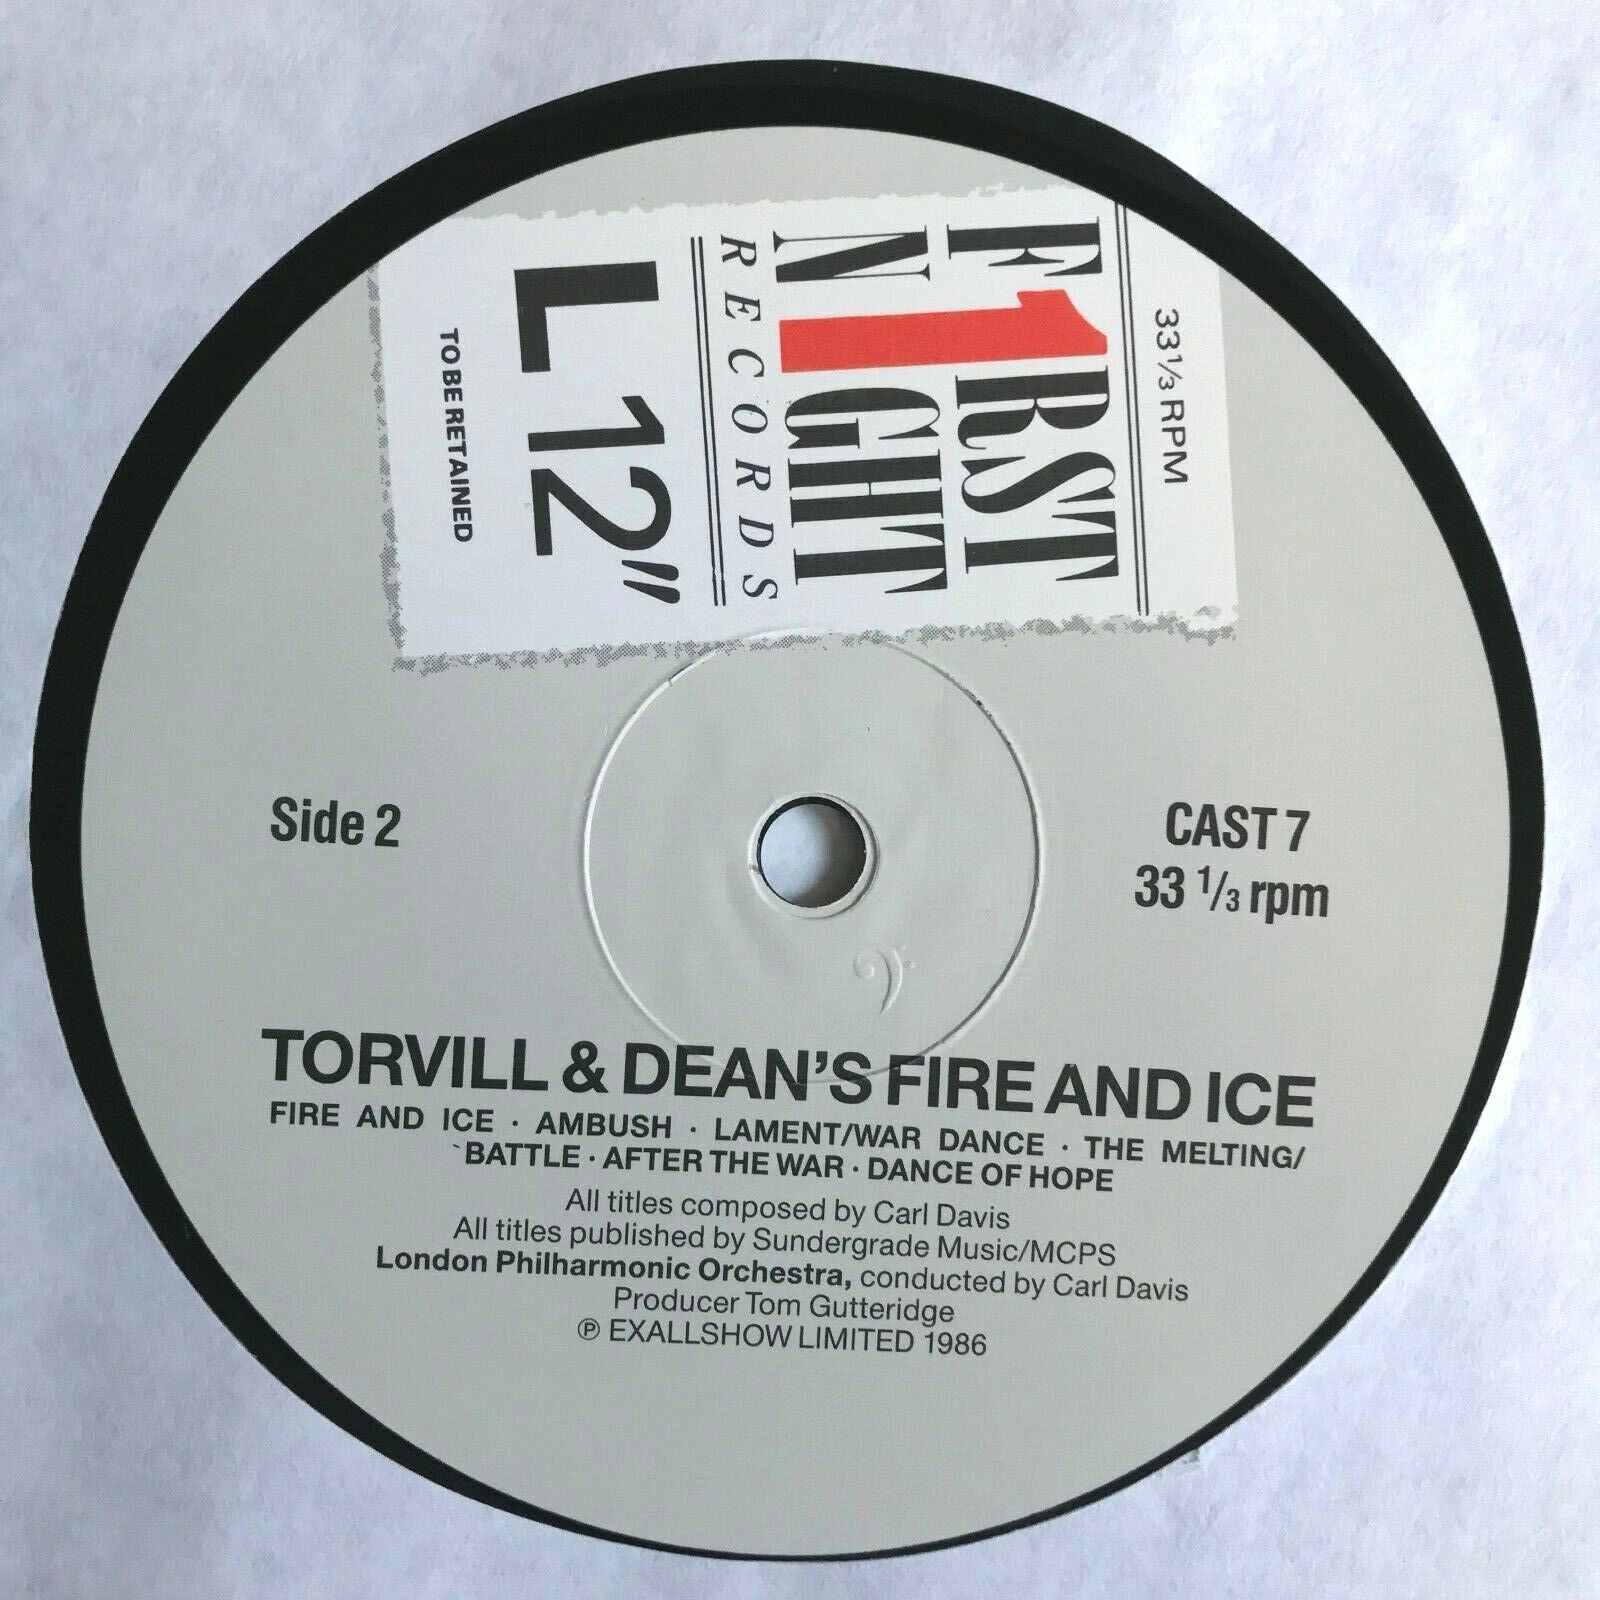 33 1/3 RPM
F1RST
N1GHT
RECORDS
L 12"
TO BE RETAINED
Side 2
CAST 7
33 1/3 rpm
TORVILL & DEAN'S FIRE AND ICE
FIRE AND ICE · AMBUSH · LAMENT/WAR DANCE · THE MELTING/
BATTLE · AFTER THE WAR · DANCE OF HOPE
All titles composed by Carl Davis
All titles published by Sundergrade Music/MCPS
London Philharmonic Orchestra, conducted by Carl Davis
Producer Tom Gutteridge
℗ EXALLSHOW LIMITED 1986